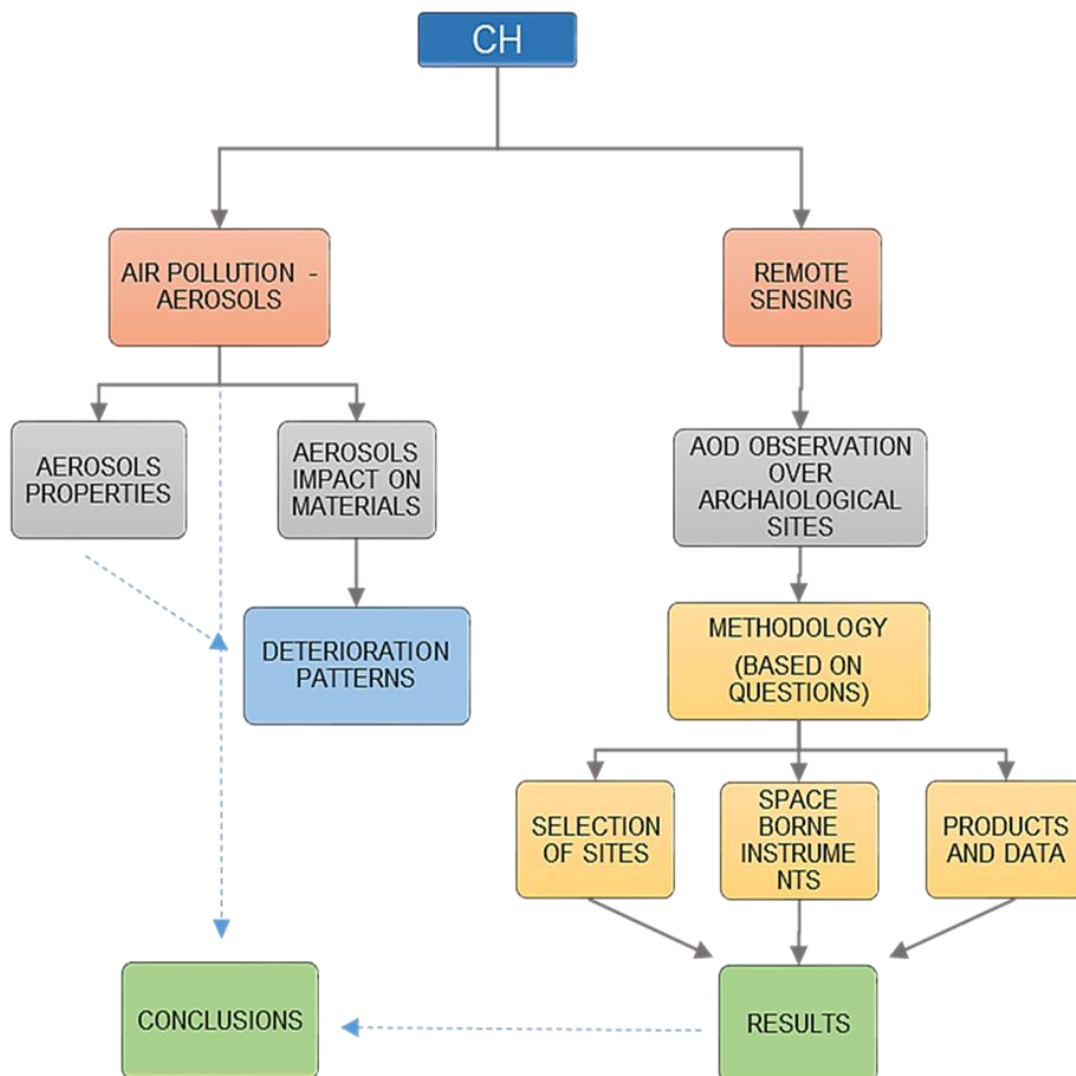 CH
AIR POLLUTION -
AEROSOLS
REMOTE
SENSING
AEROSOLS
PROPERTIES
AEROSOLS
IMPACT ON
MATERIALS
AOD OBSERVATION
OVER
ARCHAIOLOGICAL
SITES
DETERIORATION
PATTERNS
METHODOLOGY
(BASED ON
QUESTIONS)
SELECTION
OF SITES
SPACE
BORNE
INSTRUME
NTS
PRODUCTS
AND DATA
CONCLUSIONS
RESULTS